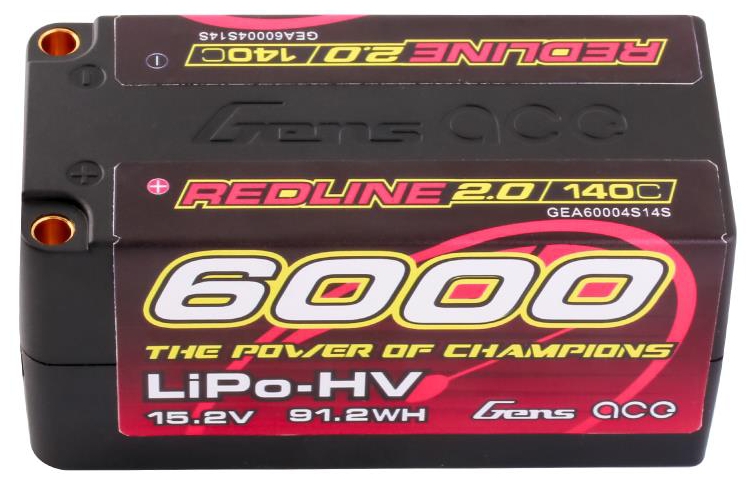 GEA60004S14S
REDLINE 2.0 140C
−
−
Gens ace
+
+ REDLINE 2.0 140C
GEA60004S14S
6000
THE POWER OF CHAMPIONS
LiPo-HV
15.2V 91.2WH Gens ace